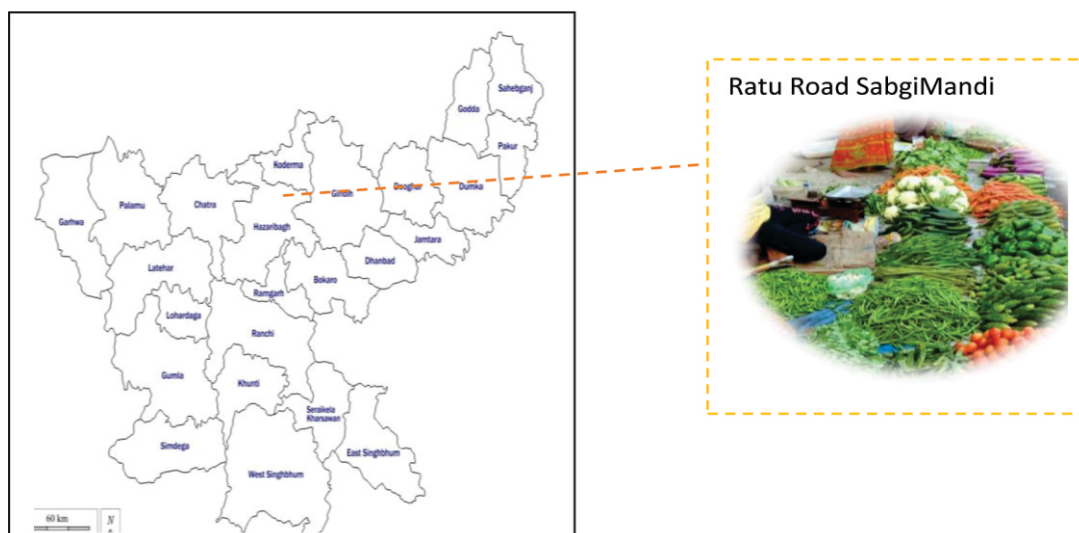 Ratu Road SabgiMandi
Sahebganj
Godda
Pakur
Koderma
Giridih
Deoghar
Dumka
Garhwa
Palamu
Chatra
Hazaribagh
Jamtara
Latehar
Dhanbad
Bokaro
Ramgarh
Lohardaga
Ranchi
Gumla
Khunti
Seraikela
Kharsawan
Simdega
East Singhbhum
West Singhbhum
60 km
N